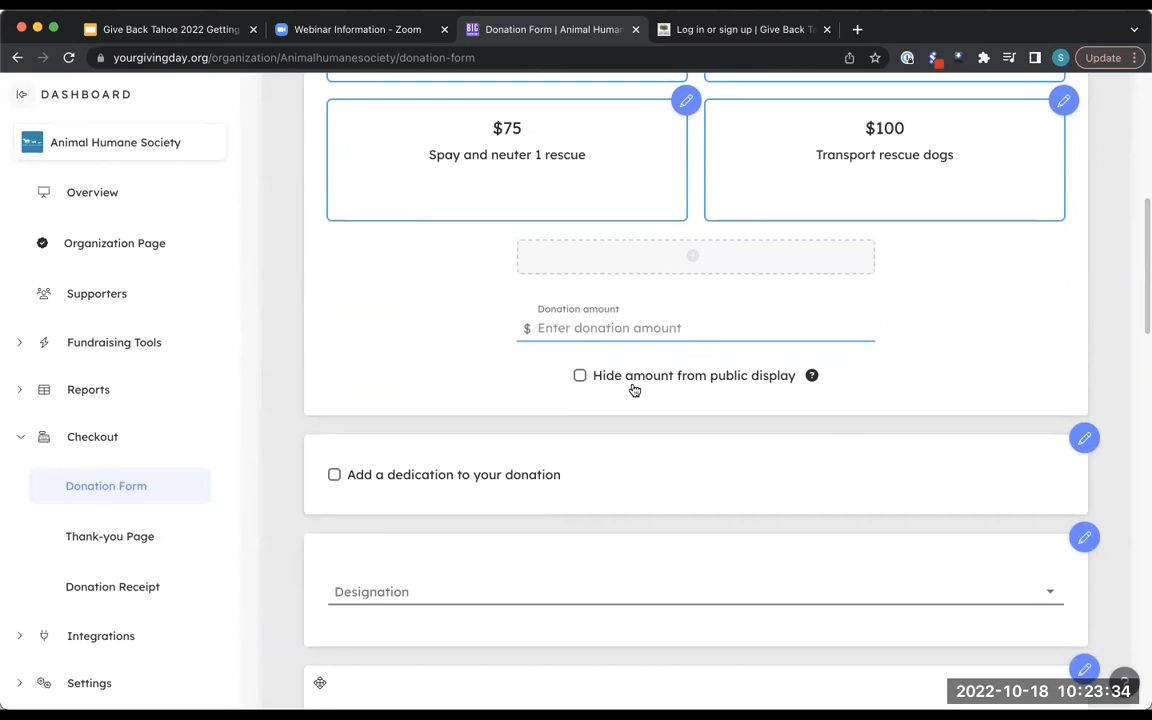 Give Back Tahoe 2022 Getting
Webinar Information - Zoom
Donation Form | Animal Human
Log in or sign up | Give Back T
yourgivingday.org/organization/Animalhumanesociety/donation-form
Update
DASHBOARD
Animal Humane Society
Overview
Organization Page
Supporters
Fundraising Tools
Reports
Checkout
Donation Form
Thank-you Page
Donation Receipt
Integrations
Settings
$75
Spay and neuter 1 rescue
$100
Transport rescue dogs
Donation amount
$ Enter donation amount
Hide amount from public display ?
Add a dedication to your donation
Designation
2022-10-18 10:23:34